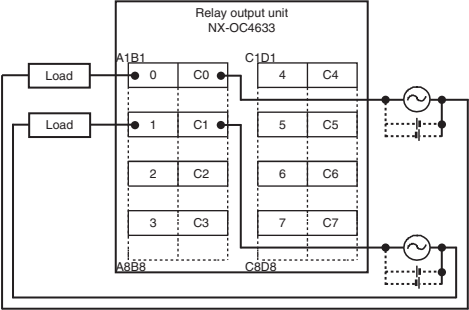 Relay output unit
NX-OC4633
A1B1 C1D1
Load 0 C0 4 C4
Load 1 C1 5 C5
2 C2 6 C6
3 C3 7 C7
A8B8 C8D8